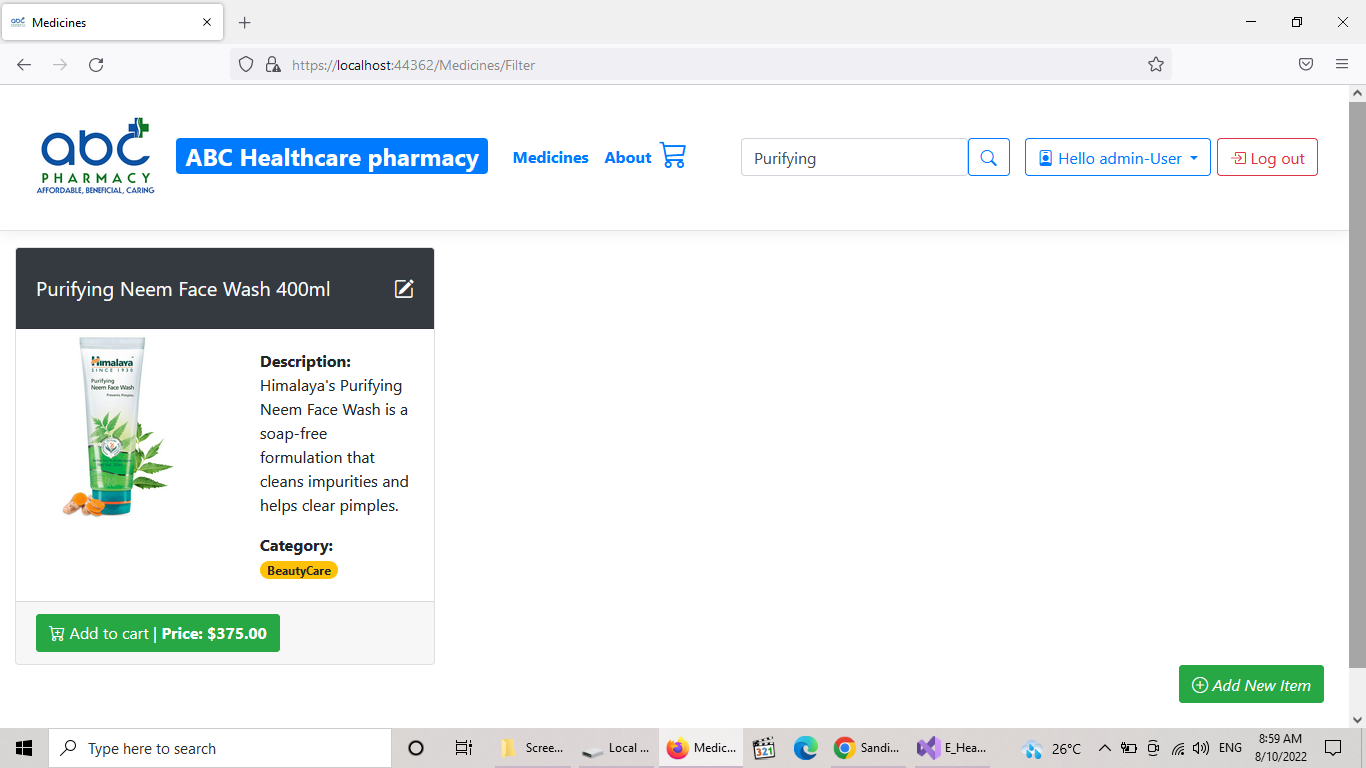 abc
Medicines
https://localhost:44362/Medicines/Filter
abc
PHARMACY
AFFORDABLE, BENEFICIAL, CARING
ABC Healthcare pharmacy
Medicines
About
Purifying
Hello admin-User
Log out
Purifying Neem Face Wash 400ml
Himalaya
SINCE 1930
Purifying
Neem Face Wash
Prevents Pimples
Description:
Himalaya's Purifying
Neem Face Wash is a
soap-free
formulation that
cleans impurities and
helps clear pimples.
Category:
BeautyCare
Add to cart | Price: $375.00
Add New Item
Type here to search
Scree...
Local ...
Medic...
321
Sandi...
E_Hea...
26°C
ENG
8:59 AM
8/10/2022